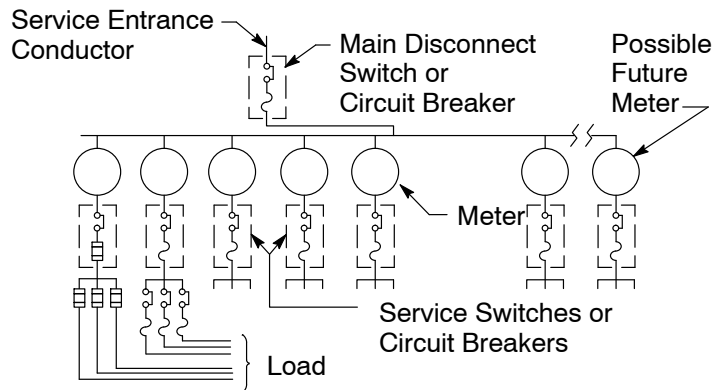 Service Entrance
Conductor
Main Disconnect
Switch or
Circuit Breaker
Possible
Future
Meter
Meter
Service Switches or
Circuit Breakers
Load